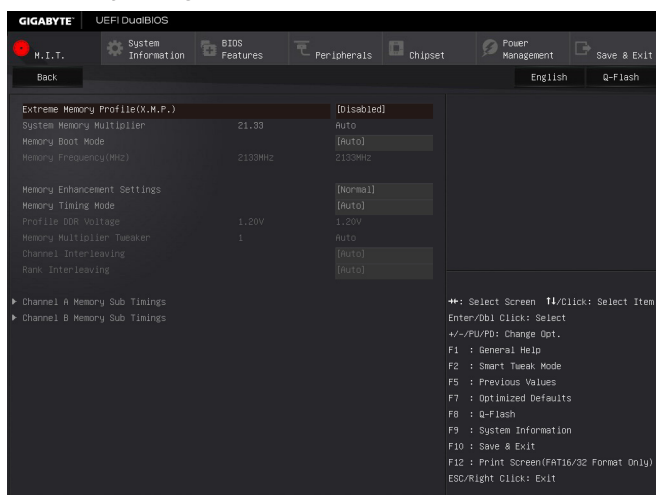 GIGABYTE™ UEFI DualBIOS
M.I.T.
System Information
BIOS Features
Peripherals
Chipset
Power Management
Save & Exit
Back
English
Q-Flash
Extreme Memory Profile(X.M.P.) [Disabled]
System Memory Multiplier 21.33 Auto
Memory Boot Mode [Auto]
Memory Frequency(MHz) 2133MHz 2133MHz
Memory Enhancement Settings [Normal]
Memory Timing Mode [Auto]
Profile DDR Voltage 1.20V 1.20V
Memory Multiplier Tweaker 1 Auto
Channel Interleaving [Auto]
Rank Interleaving [Auto]
Channel A Memory Sub Timings
Channel B Memory Sub Timings
→←: Select Screen ↑↓/Click: Select Item
Enter/Dbl Click: Select
+/-/PU/PD: Change Opt.
F1 : General Help
F2 : Smart Tweak Mode
F5 : Previous Values
F7 : Optimized Defaults
F8 : Q-Flash
F9 : System Information
F10 : Save & Exit
F12 : Print Screen(FAT16/32 Format Only)
ESC/Right Click: Exit